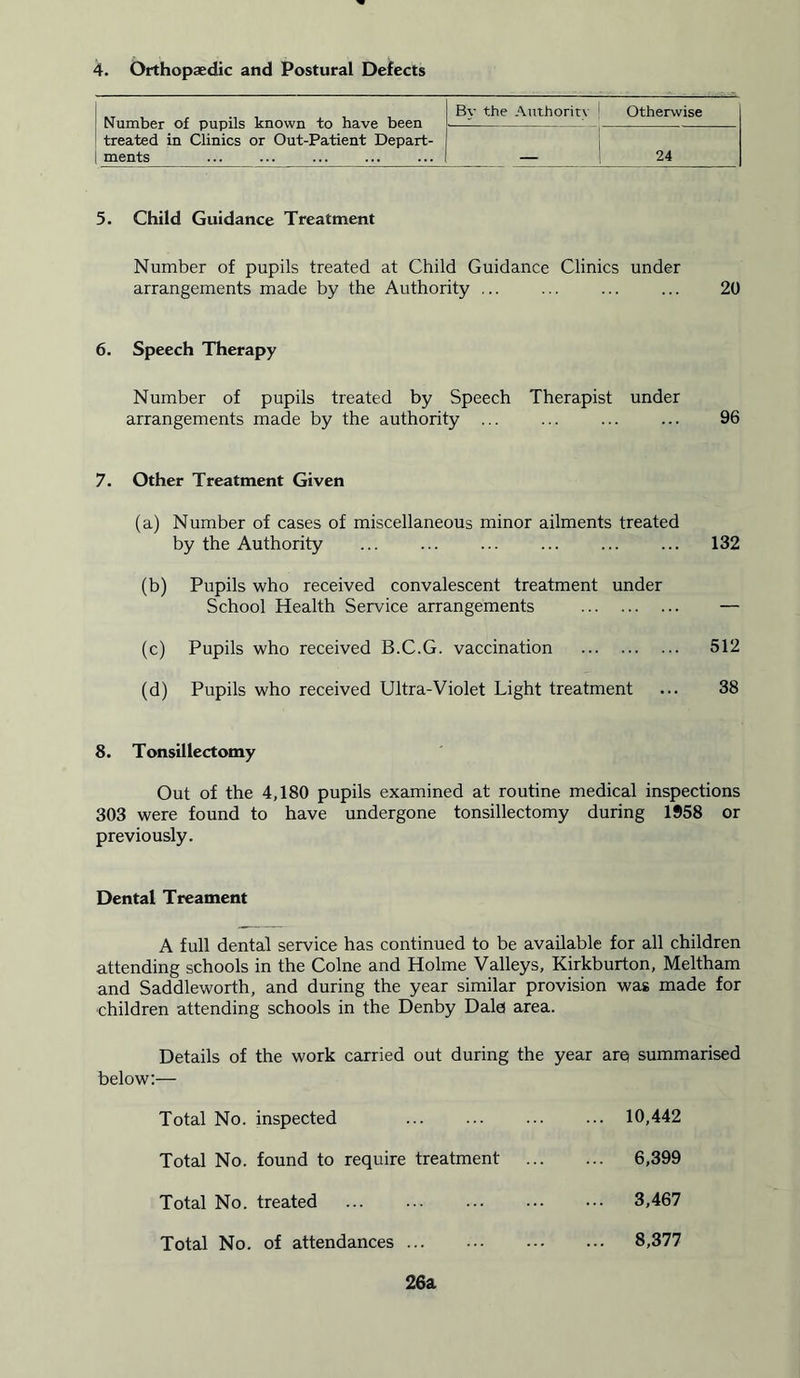 4. Orthopædic and Postural Defects
By the Authority Otherwise
Number of pupils known to have been
treated in Clinics or Out-Patient Depart-
ments ... ... ... ... ... — 24
5. Child Guidance Treatment
Number of pupils treated at Child Guidance Clinics under
arrangements made by the Authority ... ... ... ... 20
6. Speech Therapy
Number of pupils treated by Speech Therapist under
arrangements made by the authority ... ... ... ... 96
7. Other Treatment Given
(a) Number of cases of miscellaneous minor ailments treated
by the Authority ... ... ... ... ... ... 132
(b) Pupils who received convalescent treatment under
School Health Service arrangements ... ... ... —
(c) Pupils who received B.C.G. vaccination ... ... ... 512
(d) Pupils who received Ultra-Violet Light treatment ... 38
8. Tonsillectomy
Out of the 4,180 pupils examined at routine medical inspections
303 were found to have undergone tonsillectomy during 1958 or
previously.
Dental Treament
A full dental service has continued to be available for all children
attending schools in the Colne and Holme Valleys, Kirkburton, Meltham
and Saddleworth, and during the year similar provision was made for
children attending schools in the Denby Dale area.
Details of the work carried out during the year are summarised
below:—
Total No. inspected ... ... ... ... 10,442
Total No. found to require treatment ... ... 6,399
Total No. treated ... ... ... ... ... 3,467
Total No. of attendances ... ... ... ... 8,377
26a